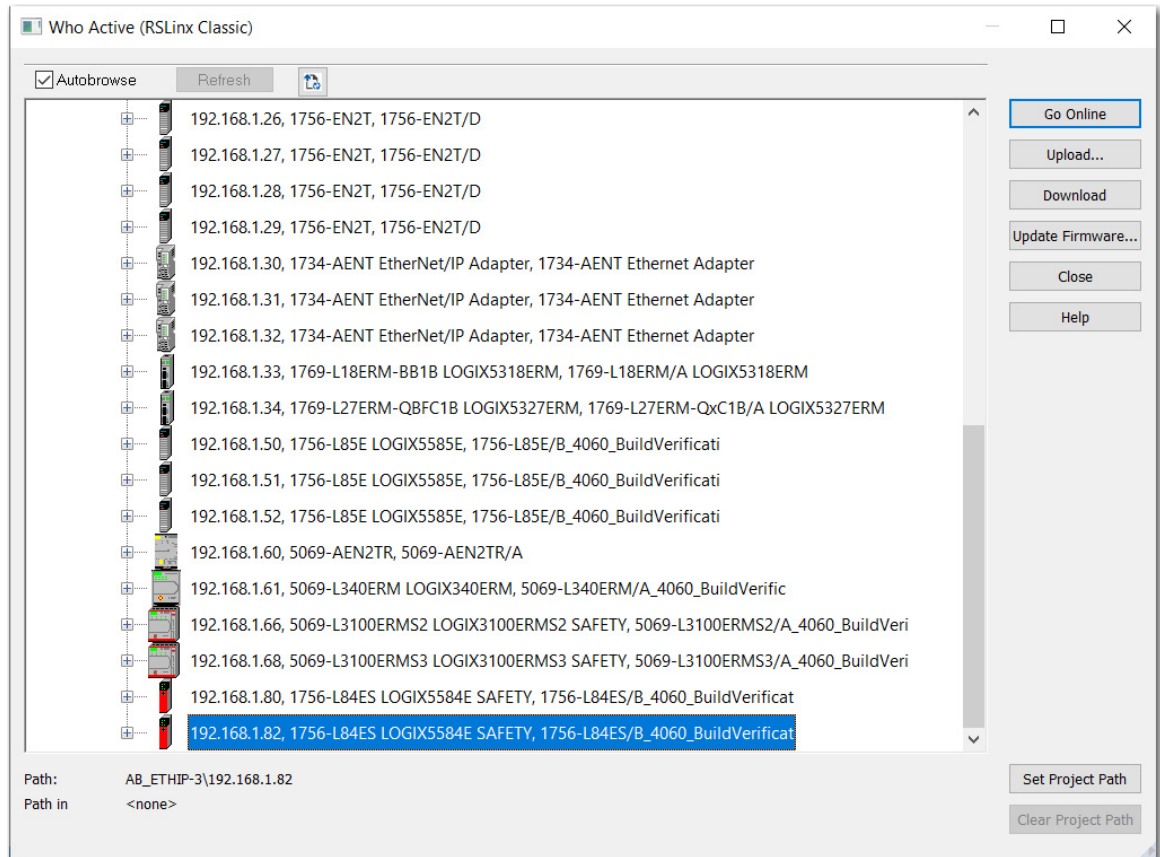 Who Active (RSLinx Classic)
Autobrowse Refresh
192.168.1.26, 1756-EN2T, 1756-EN2T/D
192.168.1.27, 1756-EN2T, 1756-EN2T/D
192.168.1.28, 1756-EN2T, 1756-EN2T/D
192.168.1.29, 1756-EN2T, 1756-EN2T/D
192.168.1.30, 1734-AENT EtherNet/IP Adapter, 1734-AENT Ethernet Adapter
192.168.1.31, 1734-AENT EtherNet/IP Adapter, 1734-AENT Ethernet Adapter
192.168.1.32, 1734-AENT EtherNet/IP Adapter, 1734-AENT Ethernet Adapter
192.168.1.33, 1769-L18ERM-BB1B LOGIX5318ERM, 1769-L18ERM/A LOGIX5318ERM
192.168.1.34, 1769-L27ERM-QBFC1B LOGIX5327ERM, 1769-L27ERM-QxC1B/A LOGIX5327ERM
192.168.1.50, 1756-L85E LOGIX5585E, 1756-L85E/B_4060_BuildVerificati
192.168.1.51, 1756-L85E LOGIX5585E, 1756-L85E/B_4060_BuildVerificati
192.168.1.52, 1756-L85E LOGIX5585E, 1756-L85E/B_4060_BuildVerificati
192.168.1.60, 5069-AEN2TR, 5069-AEN2TR/A
192.168.1.61, 5069-L340ERM LOGIX340ERM, 5069-L340ERM/A_4060_BuildVerific
192.168.1.66, 5069-L3100ERMS2 LOGIX3100ERMS2 SAFETY, 5069-L3100ERMS2/A_4060_BuildVeri
192.168.1.68, 5069-L3100ERMS3 LOGIX3100ERMS3 SAFETY, 5069-L3100ERMS3/A_4060_BuildVeri
192.168.1.80, 1756-L84ES LOGIX5584E SAFETY, 1756-L84ES/B_4060_BuildVerificat
192.168.1.82, 1756-L84ES LOGIX5584E SAFETY, 1756-L84ES/B_4060_BuildVerificat
Go Online
Upload...
Download
Update Firmware...
Close
Help
Path: AB_ETHIP-3\192.168.1.82
Path in <none>
Set Project Path
Clear Project Path